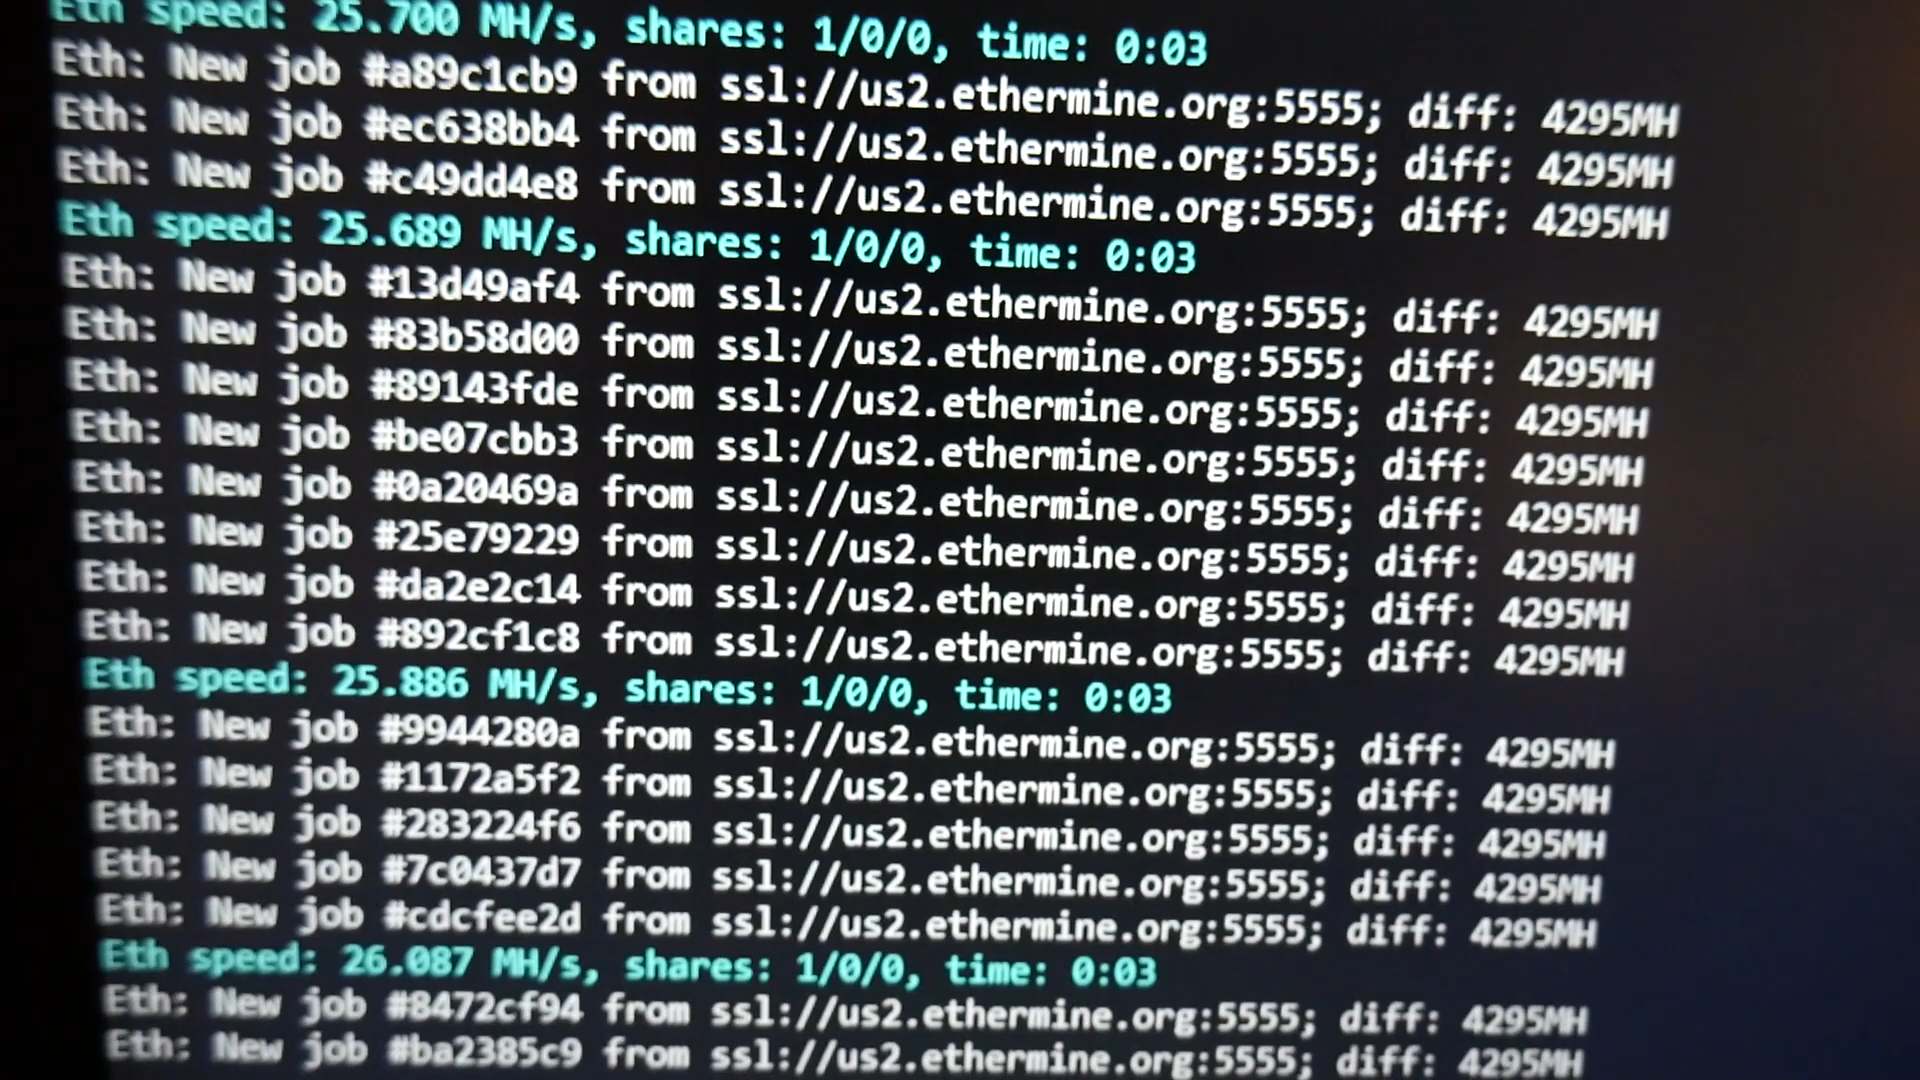 Eth speed: 25.700 MH/s, shares: 1/0/0, time: 0:03
Eth: New job #a89c1cb9 from ssl://us2.ethermine.org:5555; diff: 4295MH
Eth: New job #ec638bb4 from ssl://us2.ethermine.org:5555; diff: 4295MH
Eth: New job #c49dd4e8 from ssl://us2.ethermine.org:5555; diff: 4295MH
Eth speed: 25.689 MH/s, shares: 1/0/0, time: 0:03
Eth: New job #13d49af4 from ssl://us2.ethermine.org:5555; diff: 4295MH
Eth: New job #83b58d00 from ssl://us2.ethermine.org:5555; diff: 4295MH
Eth: New job #89143fde from ssl://us2.ethermine.org:5555; diff: 4295MH
Eth: New job #be07cbb3 from ssl://us2.ethermine.org:5555; diff: 4295MH
Eth: New job #0a20469a from ssl://us2.ethermine.org:5555; diff: 4295MH
Eth: New job #25e79229 from ssl://us2.ethermine.org:5555; diff: 4295MH
Eth: New job #da2e2c14 from ssl://us2.ethermine.org:5555; diff: 4295MH
Eth: New job #892cf1c8 from ssl://us2.ethermine.org:5555; diff: 4295MH
Eth speed: 25.886 MH/s, shares: 1/0/0, time: 0:03
Eth: New job #9944280a from ssl://us2.ethermine.org:5555; diff: 4295MH
Eth: New job #1172a5f2 from ssl://us2.ethermine.org:5555; diff: 4295MH
Eth: New job #283224f6 from ssl://us2.ethermine.org:5555; diff: 4295MH
Eth: New job #7c0437d7 from ssl://us2.ethermine.org:5555; diff: 4295MH
Eth: New job #cdcfee2d from ssl://us2.ethermine.org:5555; diff: 4295MH
Eth speed: 26.087 MH/s, shares: 1/0/0, time: 0:03
Eth: New job #8472cf94 from ssl://us2.ethermine.org:5555; diff: 4295MH
Eth: New job #ba2385c9 from ssl://us2.ethermine.org:5555; diff: 4295MH